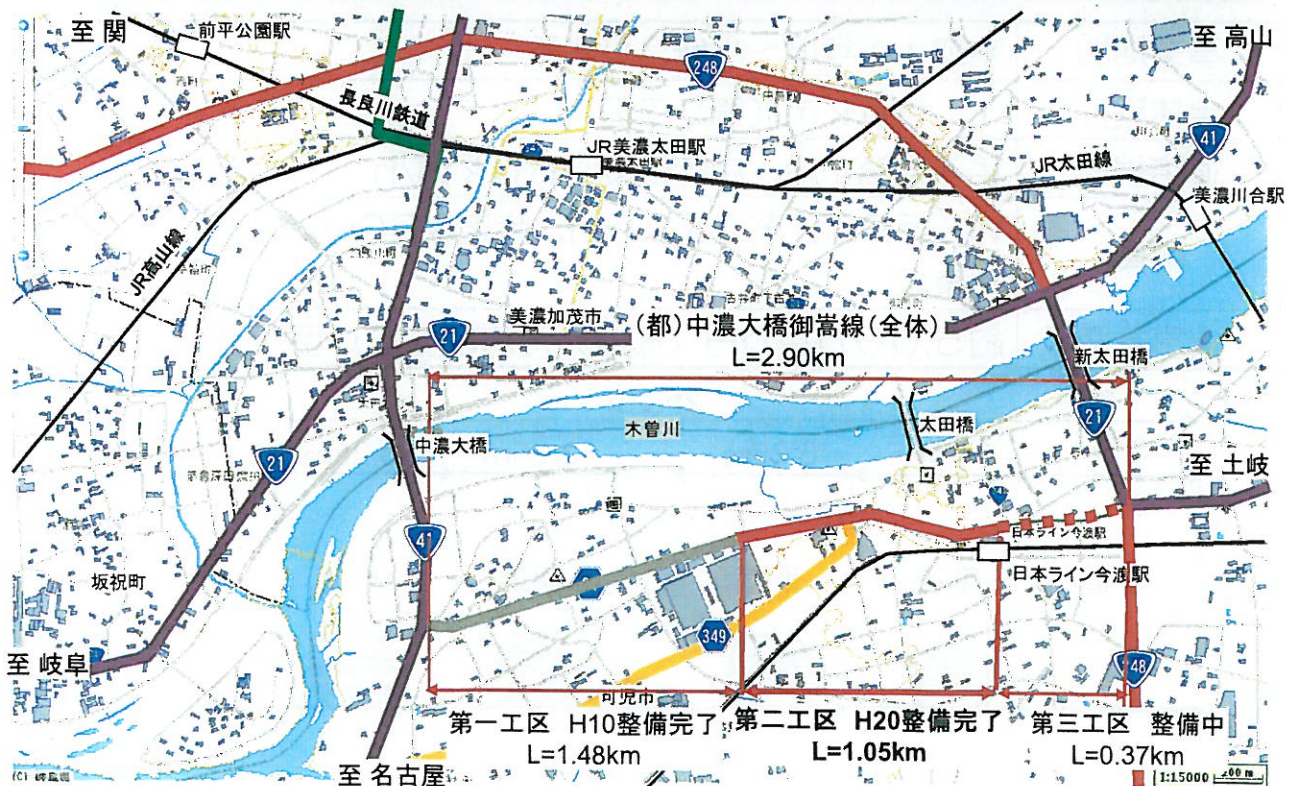 至 関
前平公園駅
至 高山
248
長良川鉄道
41
JR美濃太田駅
JR太田線
美濃川合駅
JR高山線
美濃加茂市
21
(都)中濃大橋御嵩線(全体)
L=2.90km
新太田橋
木曽川
太田橋
21
中濃大橋
21
至 土岐
41
日本ライン今渡駅
日本ライン今渡駅
坂祝町
349
至 岐阜
248
可児市
第一工区 H10整備完了
L=1.48km
第二工区 H20整備完了
L=1.05km
第三工区 整備中
L=0.37km
至 名古屋
1:15000
200 m